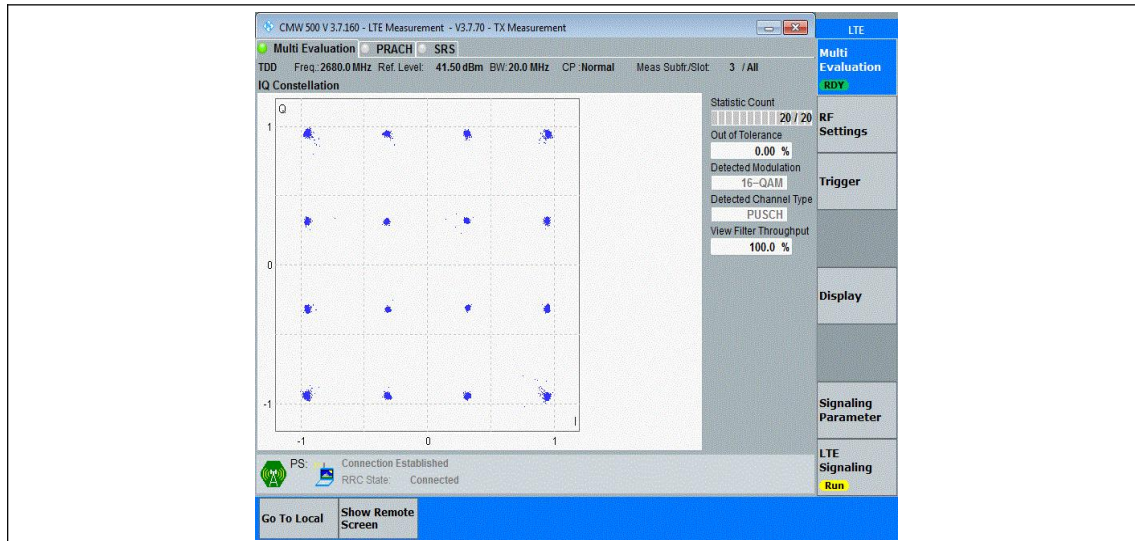 CMW 500 V 3.7.160 - LTE Measurement - V3.7.70 - TX Measurement
LTE
Multi Evaluation PRACH SRS
TDD Freq.:2680.0 MHz Ref. Level: 41.50 dBm BW:20.0 MHz CP :Normal Meas Subfr./Slot: 3 / All
IQ Constellation
Q
1
0
-1
-1 0 1
I
Statistic Count
20 / 20
Out of Tolerance
0.00 %
Detected Modulation
16-QAM
Detected Channel Type
PUSCH
View Filter Throughput
100.0 %
Multi
Evaluation
RDY
RF
Settings
Trigger
Display
Signaling
Parameter
LTE
Signaling
Run
PS: Connection Established
RRC State: Connected
Go To Local
Show Remote
Screen